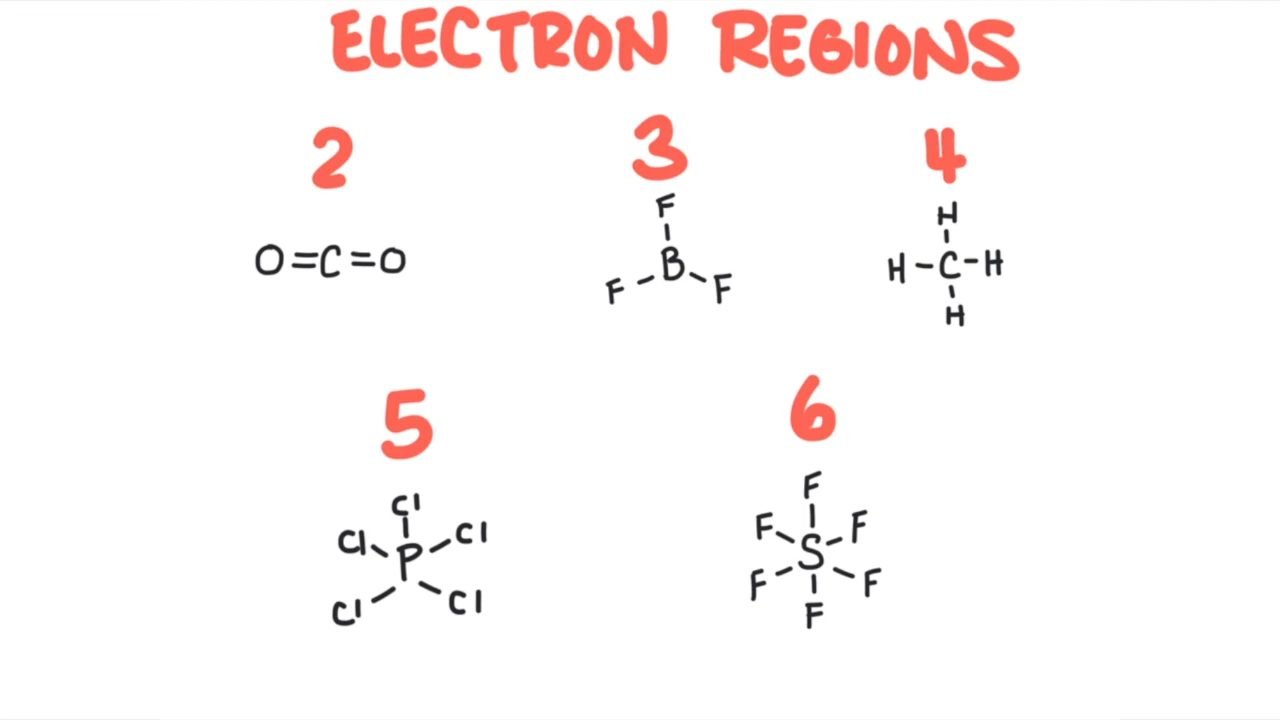 ELECTRON REGIONS
2 3 4
F H
O=C=O B H-C-H
F F H
5 6
Cl F
Cl Cl F F
P S
Cl Cl F F
F